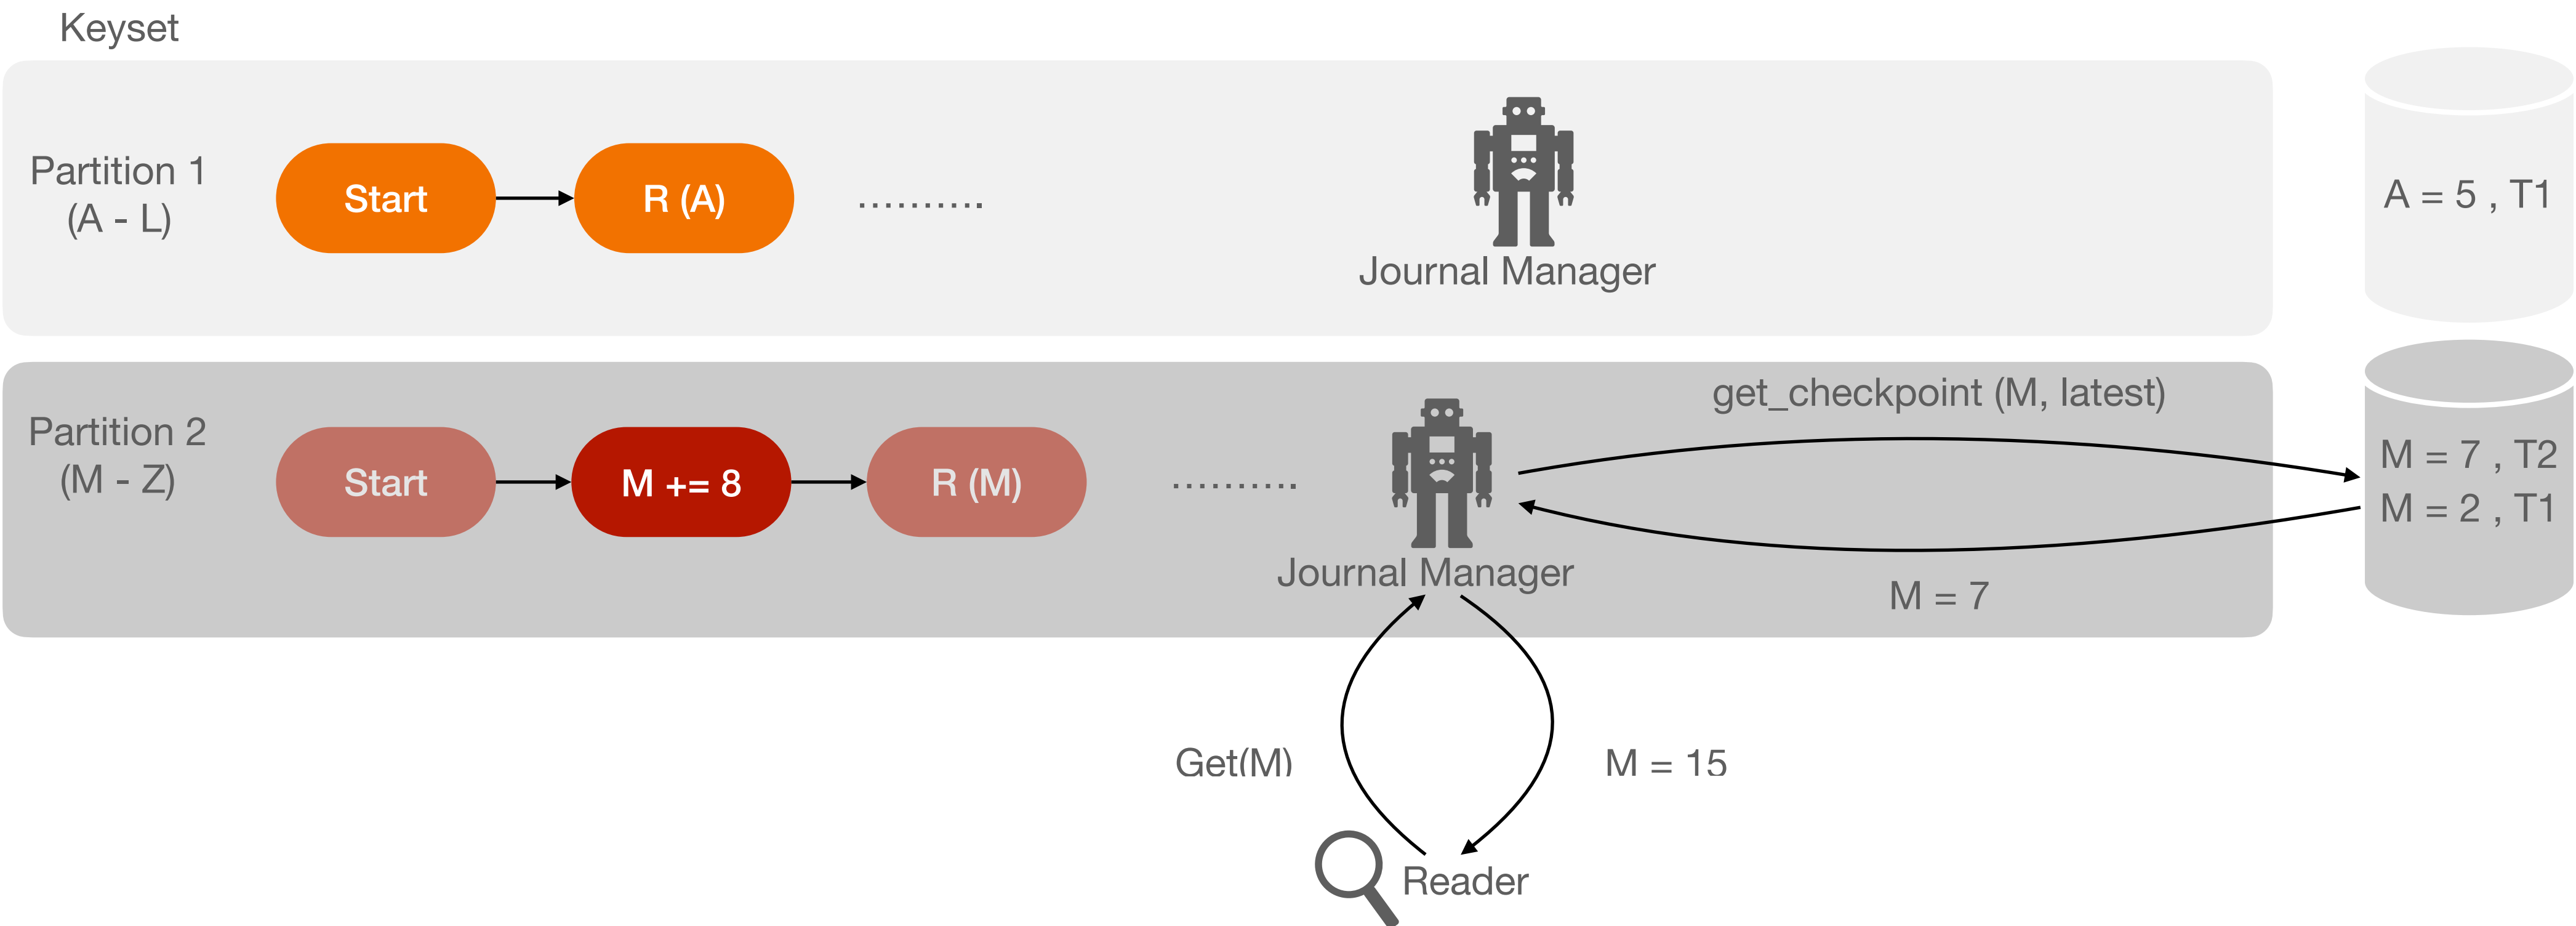 Keyset
Partition 1
(A - L)
Start
R (A)
..........
Journal Manager
A = 5 , T1
Partition 2
(M - Z)
Start
M += 8
R (M)
..........
Journal Manager
get_checkpoint (M, latest)
M = 7
M = 7 , T2
M = 2 , T1
Get(M)
M = 15
Reader